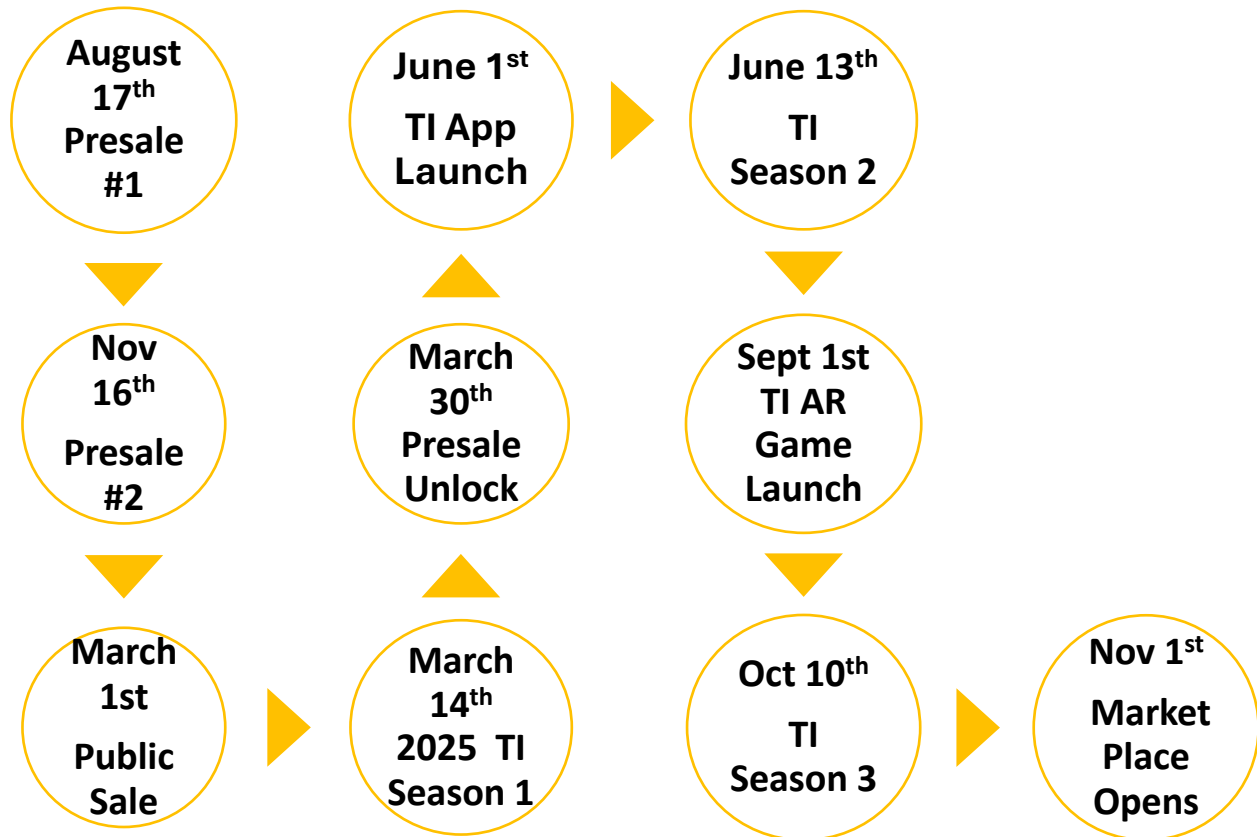 August
17th
Presale
#1
Nov
16th
Presale
#2
March
1st
Public
Sale
March
14th
2025 TI
Season 1
March
30th
Presale
Unlock
June 1st
TI App
Launch
June 13th
TI
Season 2
Sept 1st
TI AR
Game
Launch
Oct 10th
TI
Season 3
Nov 1st
Market
Place
Opens